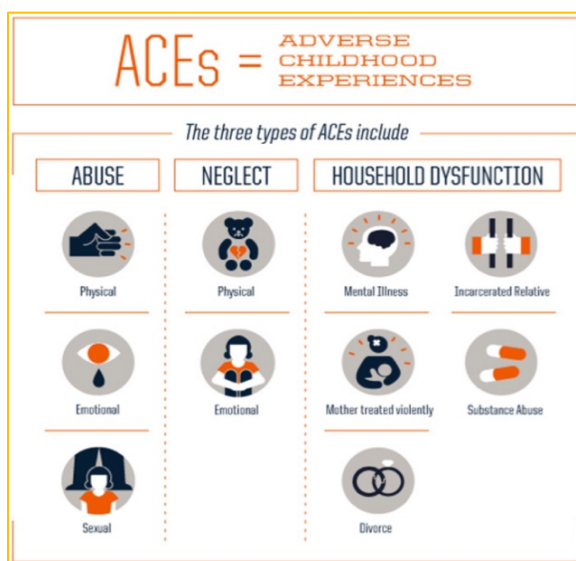 ACEs = ADVERSE
CHILDHOOD
EXPERIENCES
The three types of ACEs include
ABUSE
NEGLECT
HOUSEHOLD DYSFUNCTION
Physical
Physical
Mental Illness
Incarcerated Relative
Emotional
Emotional
Mother treated violently
Substance Abuse
Sexual
Divorce